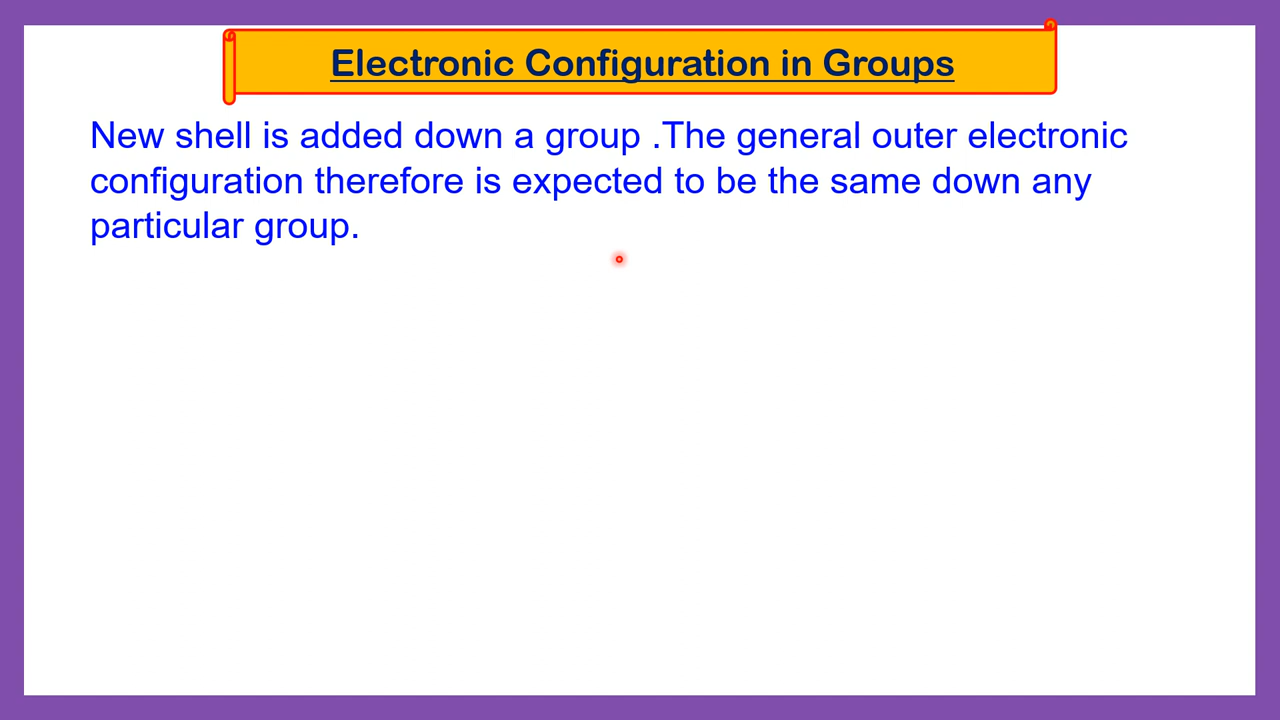 Electronic Configuration in Groups
New shell is added down a group .The general outer electronic
configuration therefore is expected to be the same down any
particular group.